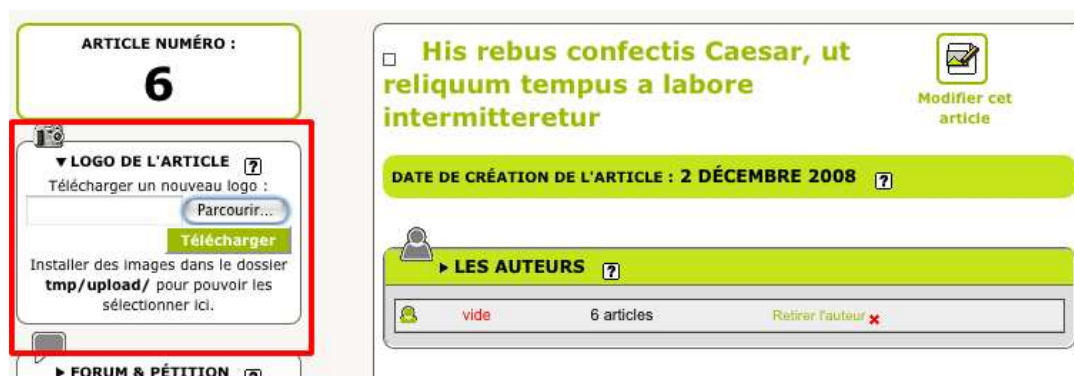 ARTICLE NUMÉRO :
6
▼ LOGO DE L'ARTICLE ?
Télécharger un nouveau logo :
Parcourir...
Télécharger
Installer des images dans le dossier
tmp/upload/ pour pouvoir les
sélectionner ici.
▶ FORUM & PÉTITION ?
His rebus confectis Caesar, ut
reliquum tempus a labore
intermitteretur
Modifier cet
article
DATE DE CRÉATION DE L'ARTICLE : 2 DÉCEMBRE 2008 ?
▶ LES AUTEURS ?
vide 6 articles Retirer l'auteur